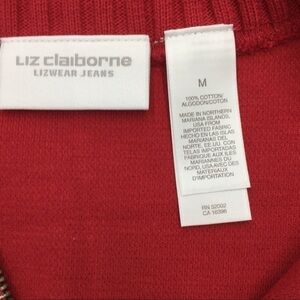 Liz claiborne
LIZWEAR JEANS
M
100% COTTON/
ALGODON/COTON
MADE IN NORTHERN
MARIANA ISLANDS,
USA FROM
IMPORTED FABRIC
HECHO EN LAS ISLAS
MARIANAS DEL
NORTE, EE.UU, CON
TELAS IMPORTADAS
FABRIQUE AUX ILES
MARIANNES DU
NORD, USA AVEC DES
MATERIAUX
IMPORTES
RN 52002
CA 16396